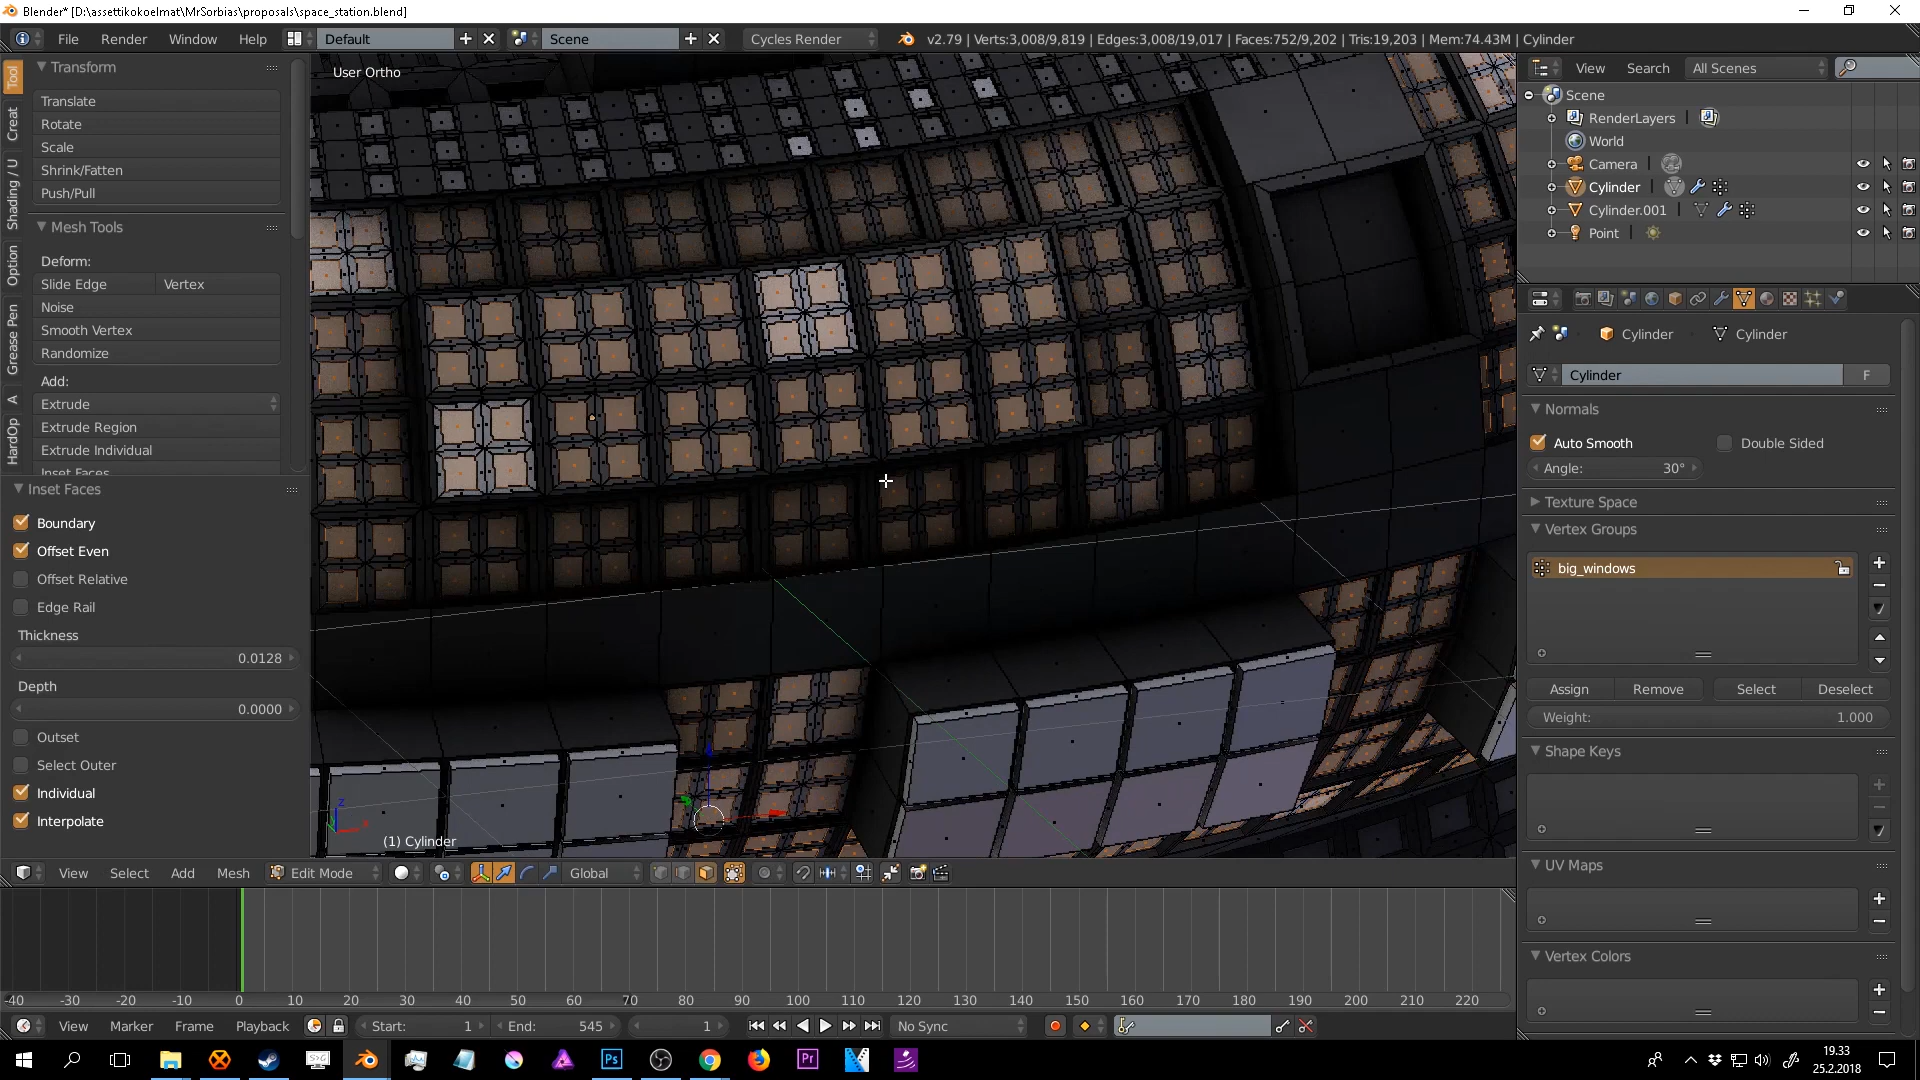 Blender* [D:\assettikokoelmat\MrSorbias\proposals\space_station.blend]
File Render Window Help Default Scene Cycles Render v2.79 | Verts:3,008/9,819 | Edges:3,008/19,017 | Faces:752/9,202 | Tris:19,203 | Mem:74.43M | Cylinder
Tool
Creat
Shading / U
Option
Grease Pen
A
HardOp
Transform
Translate
Rotate
Scale
Shrink/Fatten
Push/Pull
Mesh Tools
Deform:
Slide Edge Vertex
Noise
Smooth Vertex
Randomize
Add:
Extrude
Extrude Region
Extrude Individual
Inset Faces
Inset Faces
Boundary
Offset Even
Offset Relative
Edge Rail
Thickness
0.0128
Depth
0.0000
Outset
Select Outer
Individual
Interpolate
User Ortho
z
x
(1) Cylinder
View Select Add Mesh Edit Mode Global
-40 -30 -20 -10 0 10 20 30 40 50 60 70 80 90 100 110 120 130 140 150 160 170 180 190 200 210 220
View Marker Frame Playback Start: 1 End: 545 1 No Sync
View Search All Scenes
Scene
RenderLayers
World
Camera
Cylinder
Cylinder.001
Point
Cylinder Cylinder
Cylinder F
Normals
Auto Smooth Double Sided
Angle: 30°
Texture Space
Vertex Groups
big_windows
Assign Remove Select Deselect
Weight: 1.000
Shape Keys
UV Maps
Vertex Colors
Ps
Pr
19.33
25.2.2018